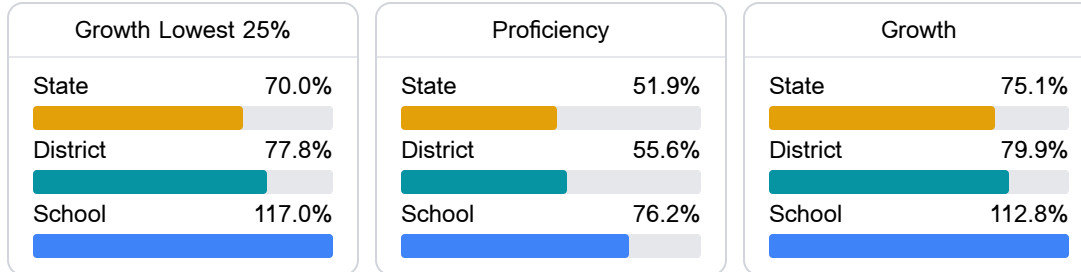 Growth Lowest 25%
State 70.0%
District 77.8%
School 117.0%
Proficiency
State 51.9%
District 55.6%
School 76.2%
Growth
State 75.1%
District 79.9%
School 112.8%